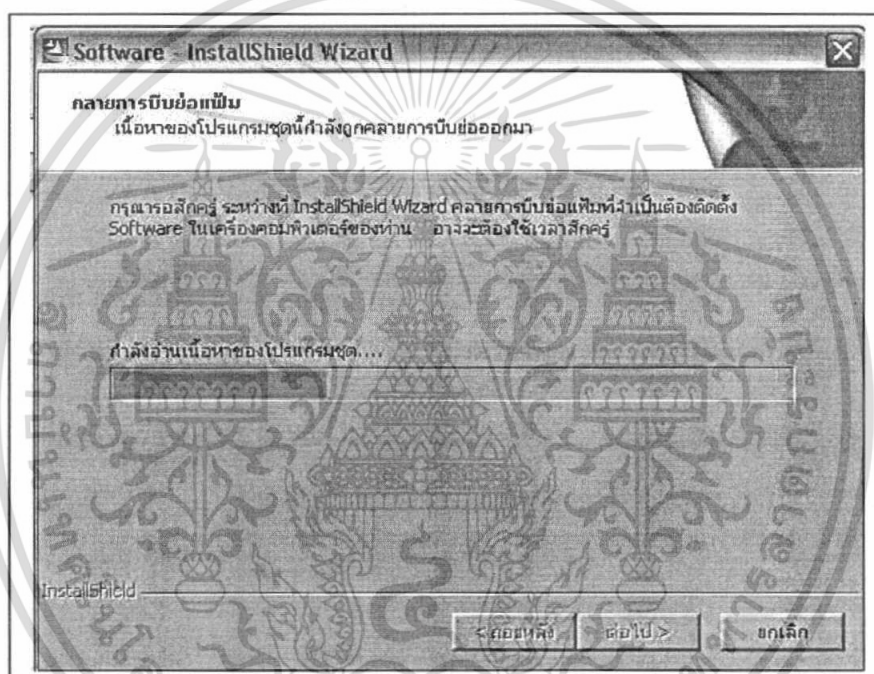 Software - InstallShield Wizard
คลายการบีบย่อแฟ้ม
เนื้อหาของโปรแกรมชุดนี้กำลังถูกคลายการบีบย่อออกมา
กรุณารอสักครู่ ระหว่างที่ InstallShield Wizard คลายการบีบย่อแฟ้มที่จำเป็นต้องติดตั้ง
Software ในเครื่องคอมพิวเตอร์ของท่าน อาจจะต้องใช้เวลาสักครู่
กำลังอ่านเนื้อหาของโปรแกรมชุด....
InstallShield
< ถอยหลัง
ต่อไป >
ยกเลิก